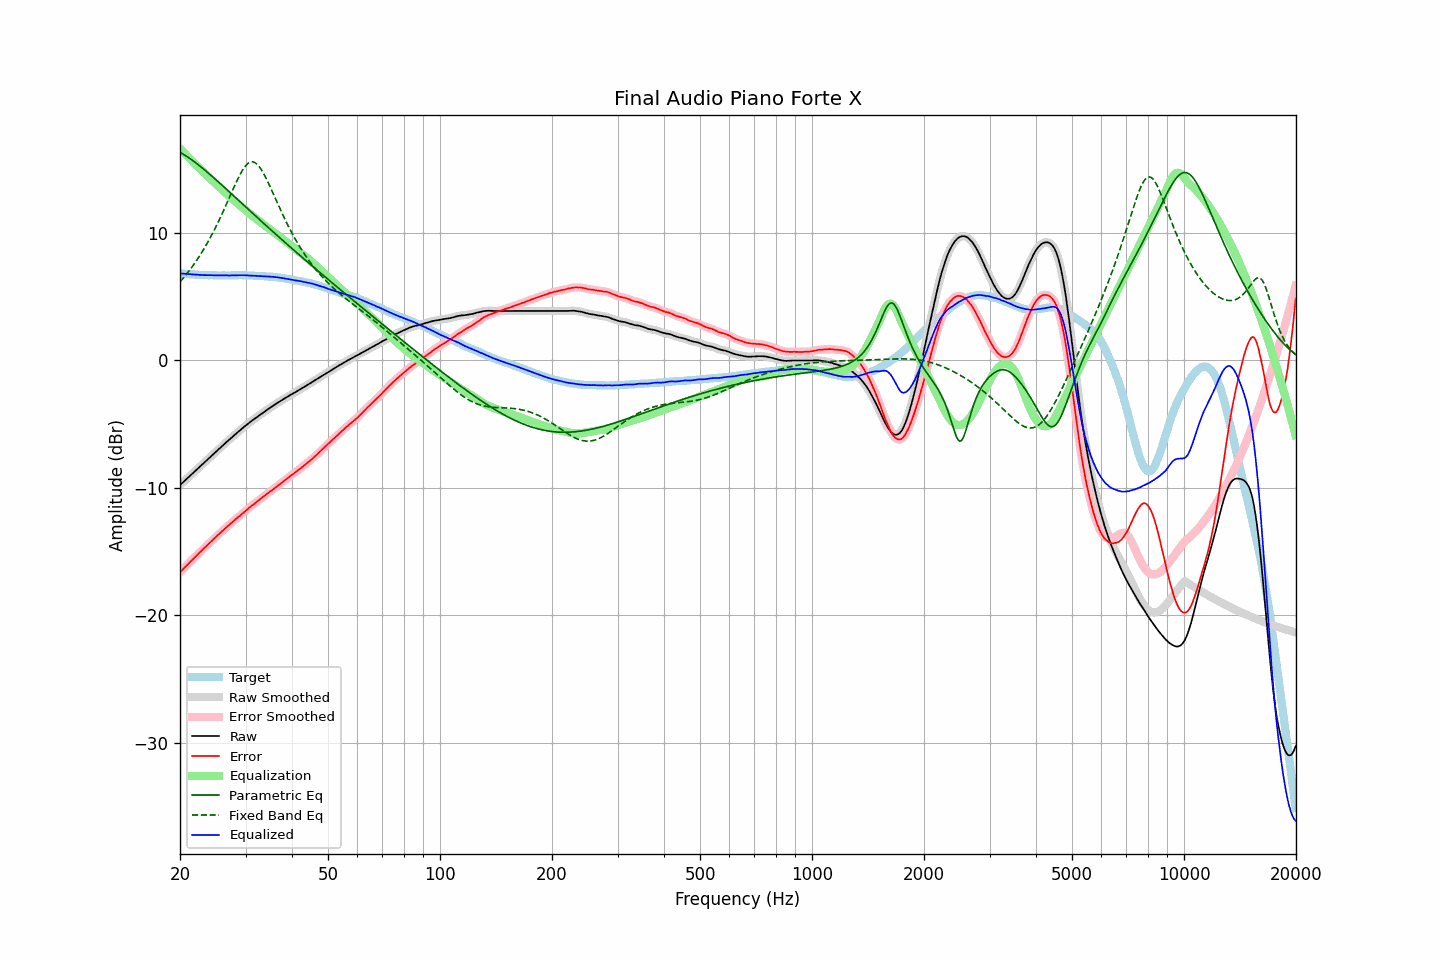 Final Audio Piano Forte X
Amplitude (dBr)
10
0
−10
−20
−30
Target
Raw Smoothed
Error Smoothed
Raw
Error
Equalization
Parametric Eq
Fixed Band Eq
Equalized
20 50 100 200 500 1000 2000 5000 10000 20000
Frequency (Hz)